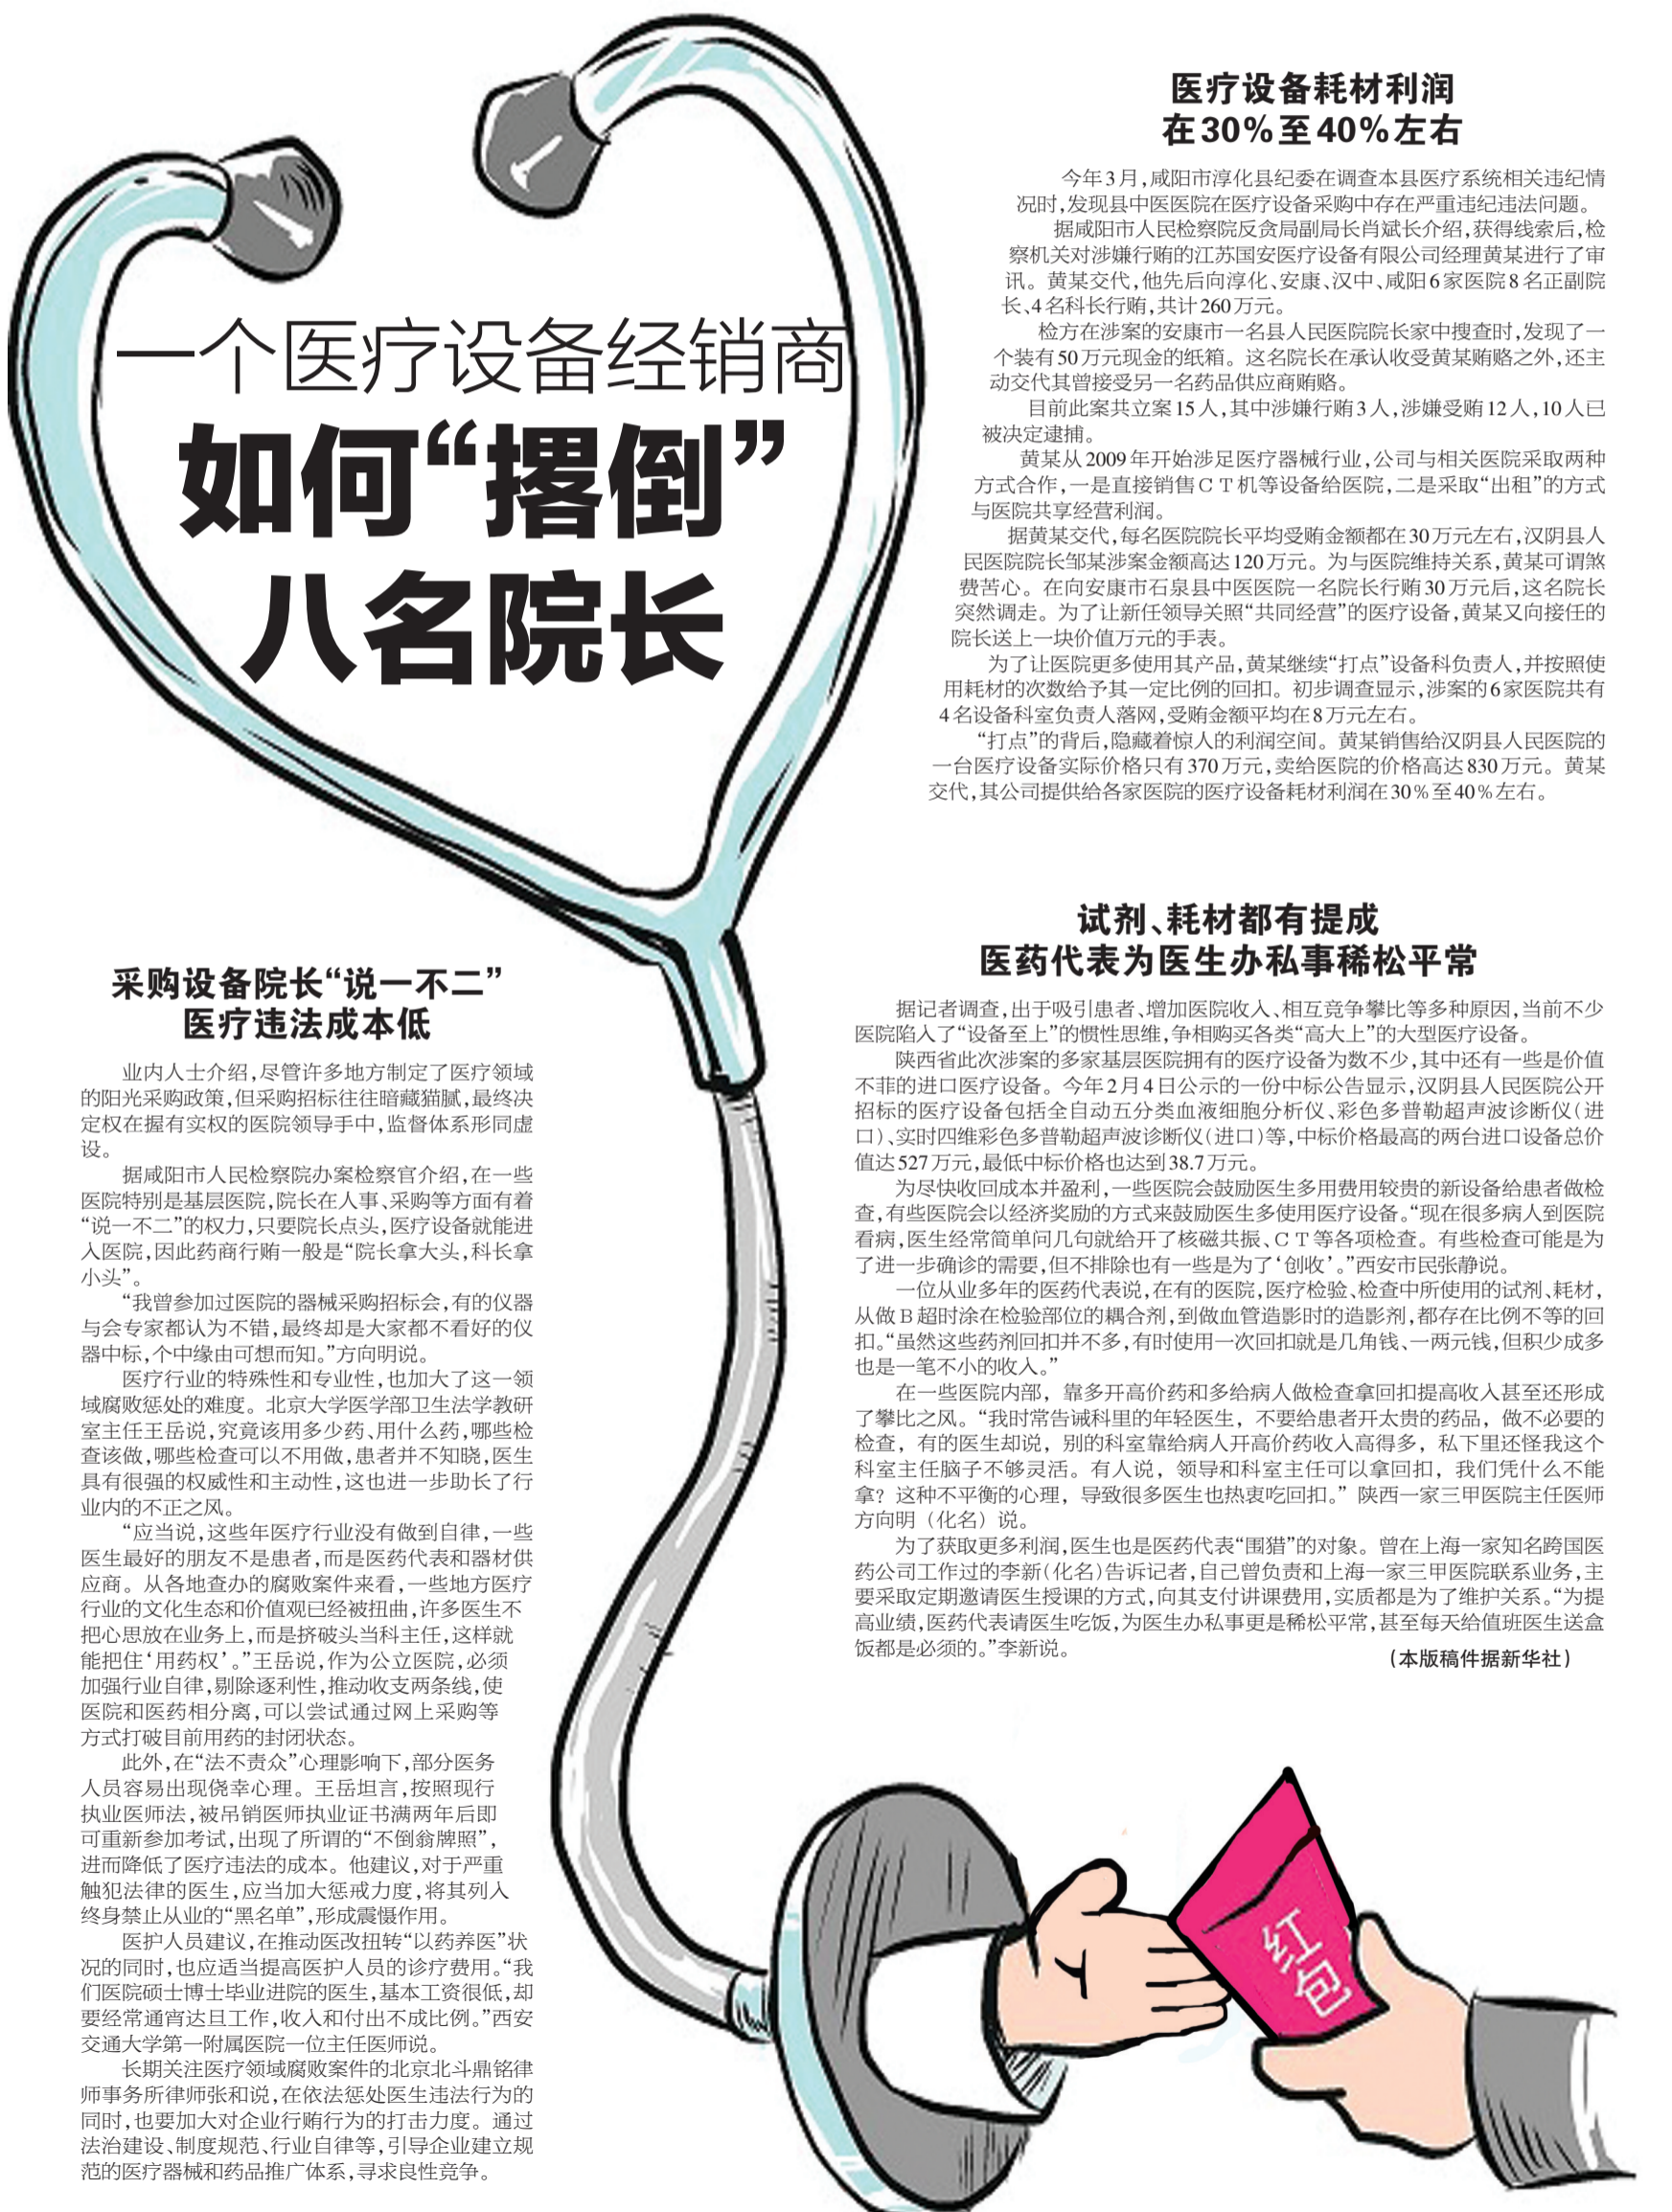 一个医疗设备经销商
如何“撂倒”
八名院长
医疗设备耗材利润
在30%至40%左右
今年3月,咸阳市淳化县纪委在调查本县医疗系统相关违纪情
况时,发现县中医医院在医疗设备采购中存在严重违纪违法问题。
据咸阳市人民检察院反贪局副局长肖斌长介绍,获得线索后,检
察机关对涉嫌行贿的江苏国安医疗设备有限公司经理黄某进行了审
讯。黄某交代,他先后向淳化、安康、汉中、咸阳6家医院8名正副院
长、4名科长行贿,共计260万元。
检方在涉案的安康市一名县人民医院院长家中搜查时,发现了一
个装有50万元现金的纸箱。这名院长在承认收受黄某贿赂之外,还主
动交代其曾接受另一名药品供应商贿赂。
目前此案共立案15人,其中涉嫌行贿3人,涉嫌受贿12人,10人已
被决定逮捕。
黄某从2009年开始涉足医疗器械行业,公司与相关医院采取两种
方式合作,一是直接销售CT机等设备给医院,二是采取“出租”的方式
与医院共享经营利润。
据黄某交代,每名医院院长平均受贿金额都在30万元左右,汉阴县人
民医院院长邹某涉案金额高达120万元。为与医院维持关系,黄某可谓煞
费苦心。在向安康市石泉县中医医院一名院长行贿30万元后,这名院长
突然调走。为了让新任领导关照“共同经营”的医疗设备,黄某又向接任的
院长送上一块价值万元的手表。
为了让医院更多使用其产品,黄某继续“打点”设备科负责人,并按照使
用耗材的次数给予其一定比例的回扣。初步调查显示,涉案的6家医院共有
4名设备科室负责人落网,受贿金额平均在8万元左右。
“打点”的背后,隐藏着惊人的利润空间。黄某销售给汉阴县人民医院的
一台医疗设备实际价格只有370万元,卖给医院的价格高达830万元。黄某
交代,其公司提供给各家医院的医疗设备耗材利润在30%至40%左右。
试剂、耗材都有提成
医药代表为医生办私事稀松平常
据记者调查,出于吸引患者、增加医院收入、相互竞争攀比等多种原因,当前不少
医院陷入了“设备至上”的惯性思维,争相购买各类“高大上”的大型医疗设备。
陕西省此次涉案的多家基层医院拥有的医疗设备为数不少,其中还有一些是价值
不菲的进口医疗设备。今年2月4日公示的一份中标公告显示,汉阴县人民医院公开
招标的医疗设备包括全自动五分类血液细胞分析仪、彩色多普勒超声波诊断仪(进
口)、实时四维彩色多普勒超声波诊断仪(进口)等,中标价格最高的两台进口设备总价
值达527万元,最低中标价格也达到38.7万元。
为尽快收回成本并盈利,一些医院会鼓励医生多用费用较贵的新设备给患者做检
查,有些医院会以经济奖励的方式来鼓励医生多使用医疗设备。“现在很多病人到医院
看病,医生经常简单问几句就给开了核磁共振、CT等各项检查。有些检查可能是为
了进一步确诊的需要,但不排除也有一些是为了‘创收’。”西安市民张静说。
一位从业多年的医药代表说,在有的医院,医疗检验、检查中所使用的试剂、耗材,
从做B超时涂在检验部位的耦合剂,到做血管造影时的造影剂,都存在比例不等的回
扣。“虽然这些药剂回扣并不多,有时使用一次回扣就是几角钱、一两元钱,但积少成多
也是一笔不小的收入。”
在一些医院内部，靠多开高价药和多给病人做检查拿回扣提高收入甚至还形成
了攀比之风。“我时常告诫科里的年轻医生，不要给患者开太贵的药品，做不必要的
检查，有的医生却说，别的科室靠给病人开高价药收入高得多，私下里还怪我这个
科室主任脑子不够灵活。有人说，领导和科室主任可以拿回扣，我们凭什么不能
拿？这种不平衡的心理，导致很多医生也热衷吃回扣。”陕西一家三甲医院主任医师
方向明（化名）说。
为了获取更多利润,医生也是医药代表“围猎”的对象。曾在上海一家知名跨国医
药公司工作过的李新(化名)告诉记者,自己曾负责和上海一家三甲医院联系业务,主
要采取定期邀请医生授课的方式,向其支付讲课费用,实质都是为了维护关系。“为提
高业绩,医药代表请医生吃饭,为医生办私事更是稀松平常,甚至每天给值班医生送盒
饭都是必须的。”李新说。
(本版稿件据新华社)
采购设备院长“说一不二”
医疗违法成本低
业内人士介绍,尽管许多地方制定了医疗领域
的阳光采购政策,但采购招标往往暗藏猫腻,最终决
定权在握有实权的医院领导手中,监督体系形同虚
设。
据咸阳市人民检察院办案检察官介绍,在一些
医院特别是基层医院,院长在人事、采购等方面有着
“说一不二”的权力,只要院长点头,医疗设备就能进
入医院,因此药商行贿一般是“院长拿大头,科长拿
小头”。
“我曾参加过医院的器械采购招标会,有的仪器
与会专家都认为不错,最终却是大家都不看好的仪
器中标,个中缘由可想而知。”方向明说。
医疗行业的特殊性和专业性,也加大了这一领
域腐败惩处的难度。北京大学医学部卫生法学教研
室主任王岳说,究竟该用多少药、用什么药,哪些检
查该做,哪些检查可以不用做,患者并不知晓,医生
具有很强的权威性和主动性,这也进一步助长了行
业内的不正之风。
“应当说,这些年医疗行业没有做到自律,一些
医生最好的朋友不是患者,而是医药代表和器材供
应商。从各地查办的腐败案件来看,一些地方医疗
行业的文化生态和价值观已经被扭曲,许多医生不
把心思放在业务上,而是挤破头当科主任,这样就
能把住‘用药权’。”王岳说,作为公立医院,必须
加强行业自律,剔除逐利性,推动收支两条线,使
医院和医药相分离,可以尝试通过网上采购等
方式打破目前用药的封闭状态。
此外,在“法不责众”心理影响下,部分医务
人员容易出现侥幸心理。王岳坦言,按照现行
执业医师法,被吊销医师执业证书满两年后即
可重新参加考试,出现了所谓的“不倒翁牌照”,
进而降低了医疗违法的成本。他建议,对于严重
触犯法律的医生,应当加大惩戒力度,将其列入
终身禁止从业的“黑名单”,形成震慑作用。
医护人员建议,在推动医改扭转“以药养医”状
况的同时,也应适当提高医护人员的诊疗费用。“我
们医院硕士博士毕业进院的医生,基本工资很低,却
要经常通宵达旦工作,收入和付出不成比例。”西安
交通大学第一附属医院一位主任医师说。
长期关注医疗领域腐败案件的北京北斗鼎铭律
师事务所律师张和说,在依法惩处医生违法行为的
同时,也要加大对企业行贿行为的打击力度。通过
法治建设、制度规范、行业自律等,引导企业建立规
范的医疗器械和药品推广体系,寻求良性竞争。
红包